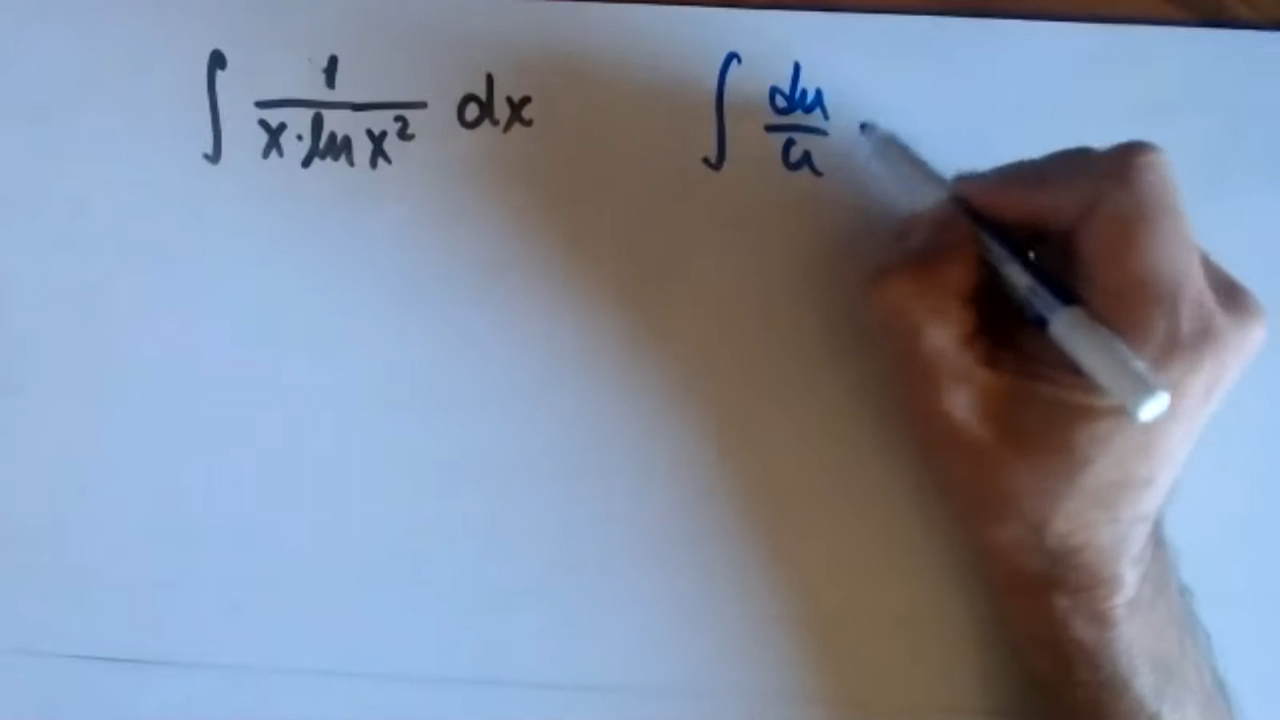 ∫ 1/(x·ln x²) dx ∫ du/u